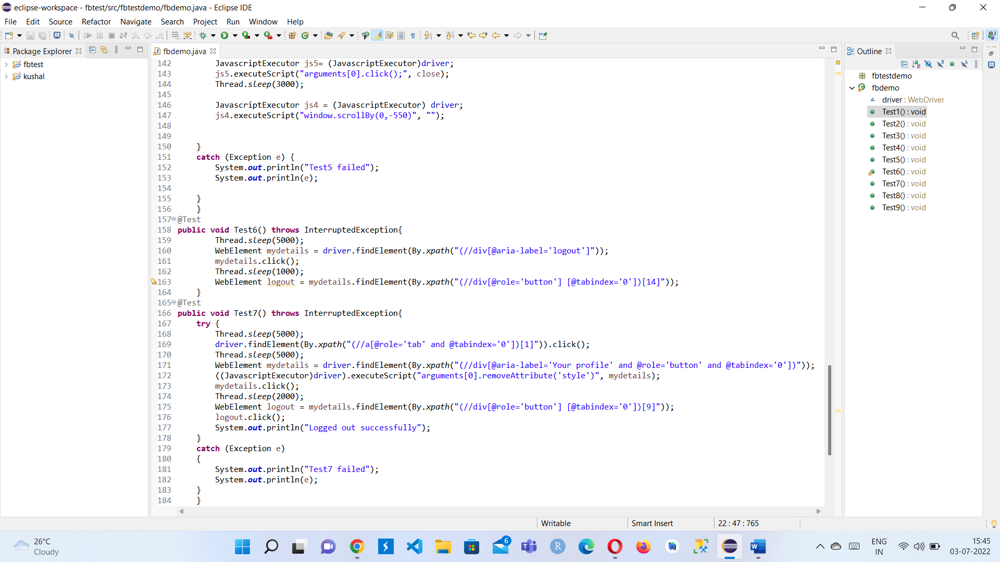 eclipse-workspace - fbtest/src/fbtestdemo/fbdemo.java - Eclipse IDE
File Edit Source Refactor Navigate Search Project Run Window Help
Package Explorer
fbtest
kushal
fbdemo.java
142 JavascriptExecutor js5= (JavascriptExecutor)driver;
143 js5.executeScript("arguments[0].click();", close);
144 Thread.sleep(3000);
145
146 JavascriptExecutor js4 = (JavascriptExecutor) driver;
147 js4.executeScript("window.scrollBy(0,-550)", "");
148
149
150 }
151 catch (Exception e) {
152 System.out.println("Test5 failed");
153 System.out.println(e);
154
155 }
156 }
157 @Test
158 public void Test6() throws InterruptedException{
159 Thread.sleep(5000);
160 WebElement mydetails = driver.findElement(By.xpath("(//div[@aria-label='logout']"));
161 mydetails.click();
162 Thread.sleep(1000);
163 WebElement logout = mydetails.findElement(By.xpath("(//div[@role='button'] [@tabindex='0'])[14]"));
164 }
165 @Test
166 public void Test7() throws InterruptedException{
167 try {
168 Thread.sleep(5000);
169 driver.findElement(By.xpath("(//a[@role='tab' and @tabindex='0'])[1]")).click();
170 Thread.sleep(5000);
171 WebElement mydetails = driver.findElement(By.xpath("(//div[@aria-label='Your profile' and @role='button' and @tabindex='0'])"));
172 ((JavascriptExecutor)driver).executeScript("arguments[0].removeAttribute('style')", mydetails);
173 mydetails.click();
174 Thread.sleep(2000);
175 WebElement logout = mydetails.findElement(By.xpath("(//div[@role='button'] [@tabindex='0'])[9]"));
176 logout.click();
177 System.out.println("Logged out successfully");
178 }
179 catch (Exception e)
180 {
181 System.out.println("Test7 failed");
182 System.out.println(e);
183 }
184 }
Outline
fbtestdemo
fbdemo
driver : WebDriver
Test1() : void
Test2() : void
Test3() : void
Test4() : void
Test5() : void
Test6() : void
Test7() : void
Test8() : void
Test9() : void
Writable
Smart Insert
22 : 47 : 765
26°C
Cloudy
6
ENG
IN
15:45
03-07-2022